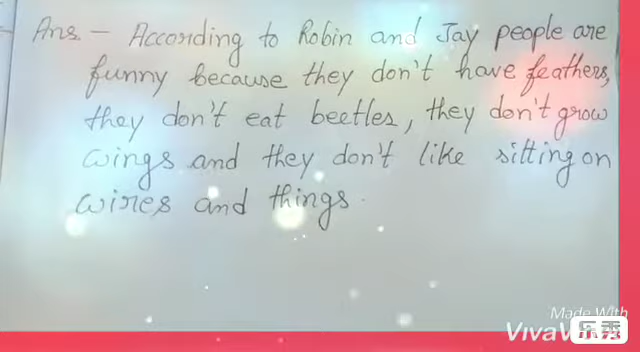 Ans. - According to Robin and Jay people are
funny because they don't have feathers,
they don't eat beetles, they don't grow
wings and they don't like sitting on
wires and things.
Made With
VivaVi